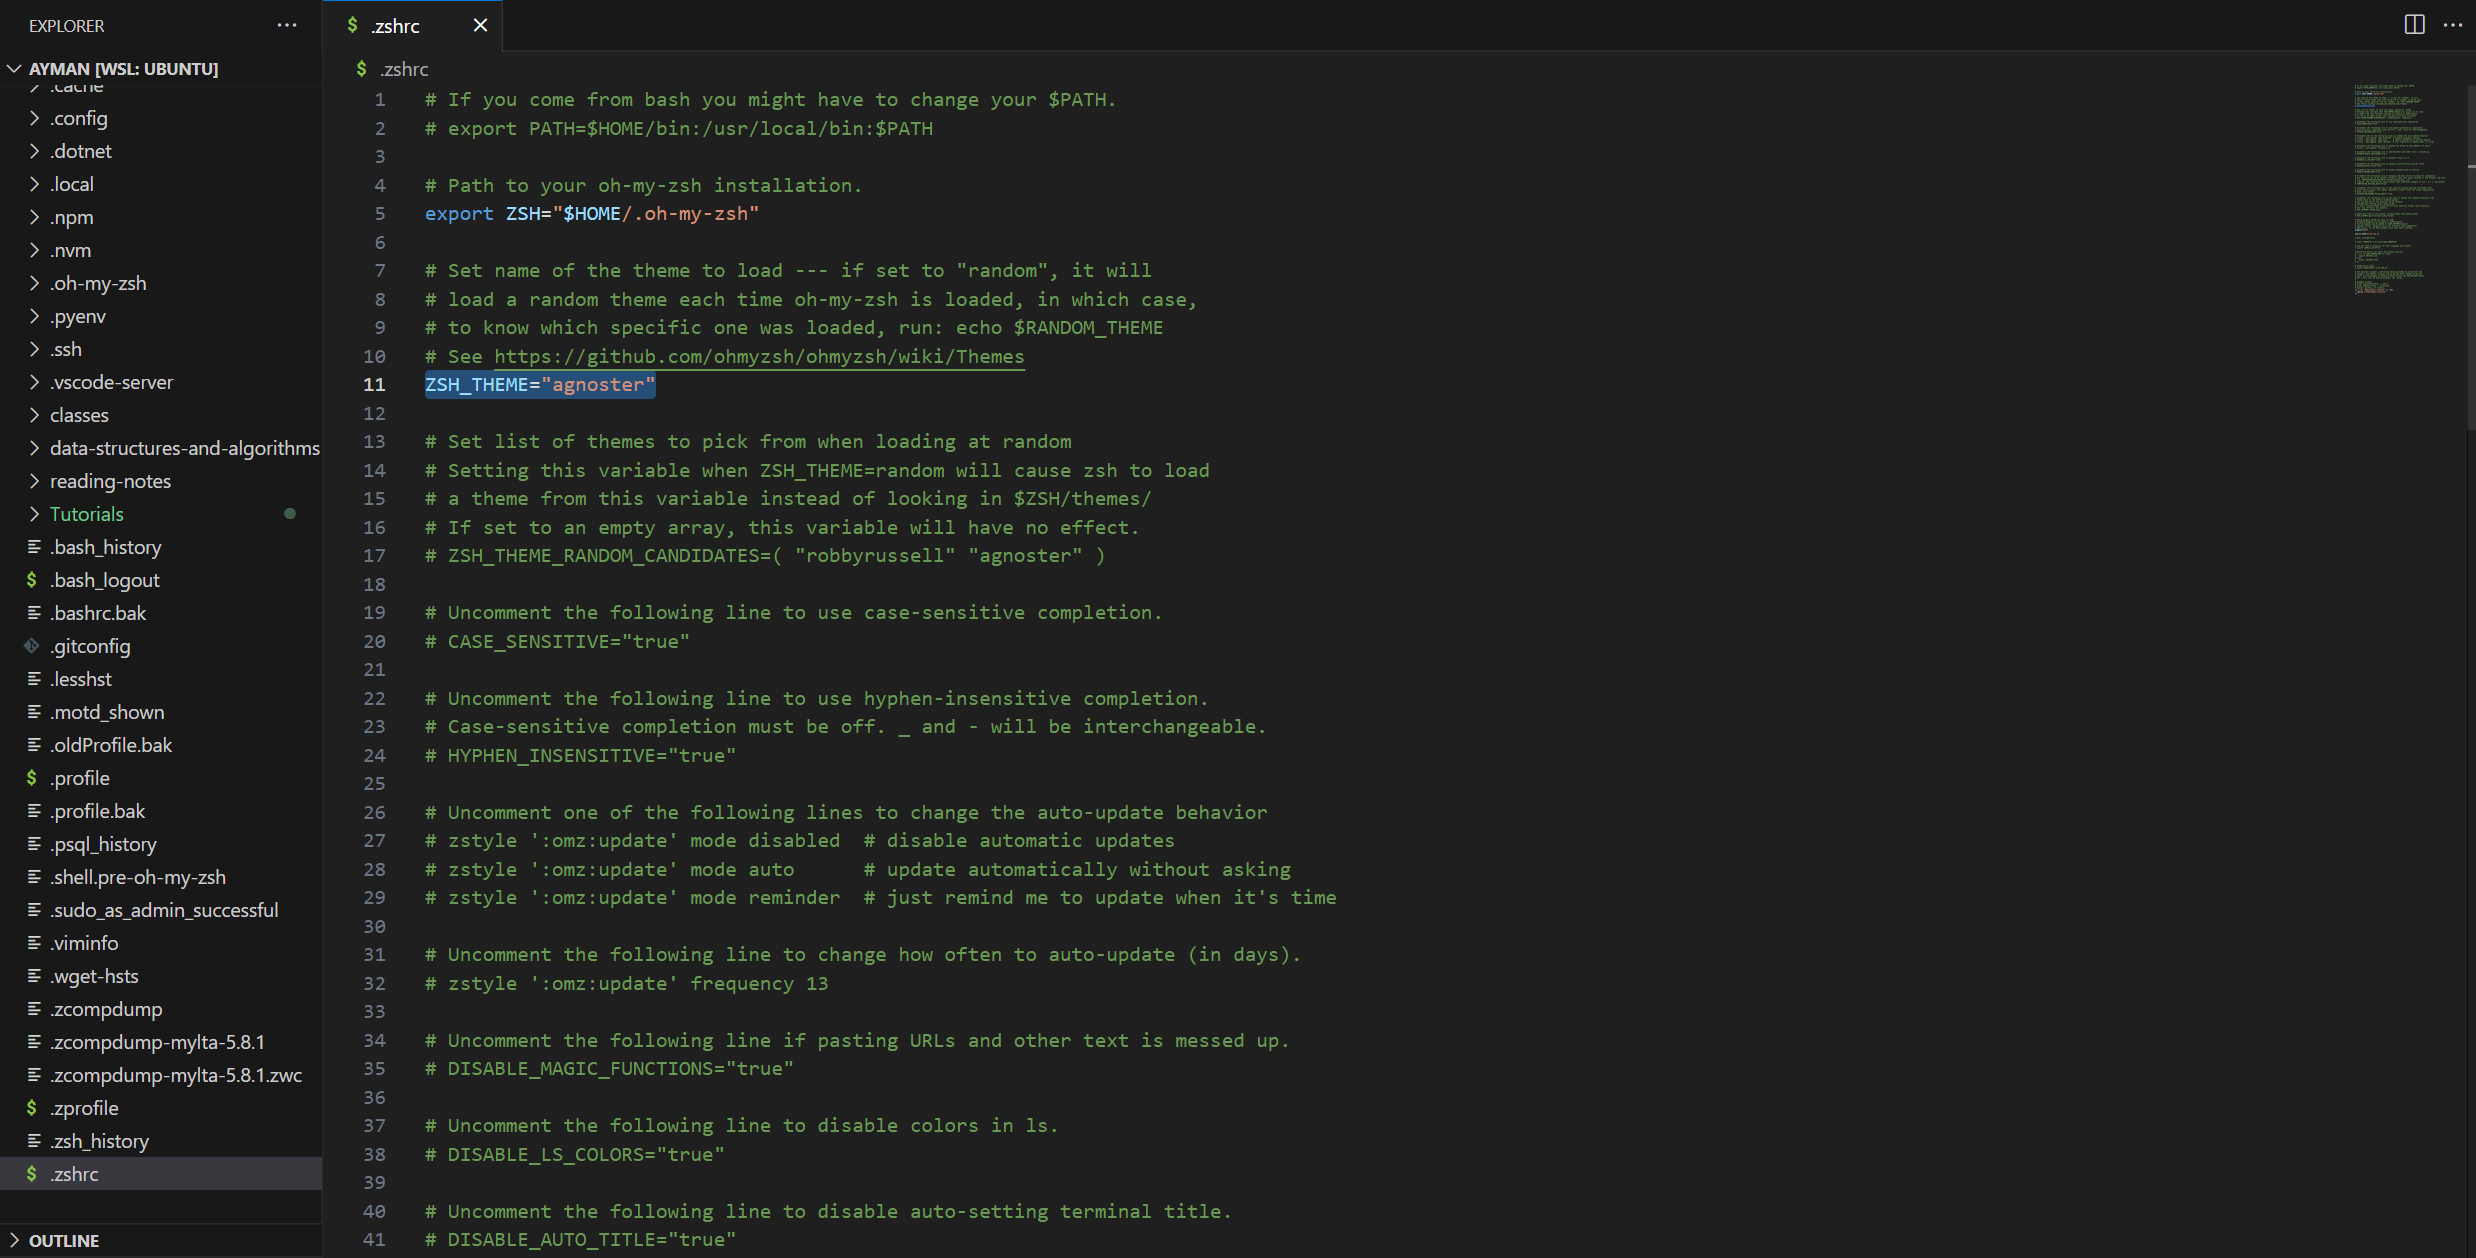 EXPLORER
AYMAN [WSL: UBUNTU]
.cache
.config
.dotnet
.local
.npm
.nvm
.oh-my-zsh
.pyenv
.ssh
.vscode-server
classes
data-structures-and-algorithms
reading-notes
Tutorials
.bash_history
.bash_logout
.bashrc.bak
.gitconfig
.lesshst
.motd_shown
.oldProfile.bak
.profile
.profile.bak
.psql_history
.shell.pre-oh-my-zsh
.sudo_as_admin_successful
.viminfo
.wget-hsts
.zcompdump
.zcompdump-mylta-5.8.1
.zcompdump-mylta-5.8.1.zwc
.zprofile
.zsh_history
.zshrc
OUTLINE
$ .zshrc
$ .zshrc
1 # If you come from bash you might have to change your $PATH.
2 # export PATH=$HOME/bin:/usr/local/bin:$PATH
3
4 # Path to your oh-my-zsh installation.
5 export ZSH="$HOME/.oh-my-zsh"
6
7 # Set name of the theme to load --- if set to "random", it will
8 # load a random theme each time oh-my-zsh is loaded, in which case,
9 # to know which specific one was loaded, run: echo $RANDOM_THEME
10 # See https://github.com/ohmyzsh/ohmyzsh/wiki/Themes
11 ZSH_THEME="agnoster"
12
13 # Set list of themes to pick from when loading at random
14 # Setting this variable when ZSH_THEME=random will cause zsh to load
15 # a theme from this variable instead of looking in $ZSH/themes/
16 # If set to an empty array, this variable will have no effect.
17 # ZSH_THEME_RANDOM_CANDIDATES=( "robbyrussell" "agnoster" )
18
19 # Uncomment the following line to use case-sensitive completion.
20 # CASE_SENSITIVE="true"
21
22 # Uncomment the following line to use hyphen-insensitive completion.
23 # Case-sensitive completion must be off. _ and - will be interchangeable.
24 # HYPHEN_INSENSITIVE="true"
25
26 # Uncomment one of the following lines to change the auto-update behavior
27 # zstyle ':omz:update' mode disabled  # disable automatic updates
28 # zstyle ':omz:update' mode auto      # update automatically without asking
29 # zstyle ':omz:update' mode reminder  # just remind me to update when it's time
30
31 # Uncomment the following line to change how often to auto-update (in days).
32 # zstyle ':omz:update' frequency 13
33
34 # Uncomment the following line if pasting URLs and other text is messed up.
35 # DISABLE_MAGIC_FUNCTIONS="true"
36
37 # Uncomment the following line to disable colors in ls.
38 # DISABLE_LS_COLORS="true"
39
40 # Uncomment the following line to disable auto-setting terminal title.
41 # DISABLE_AUTO_TITLE="true"